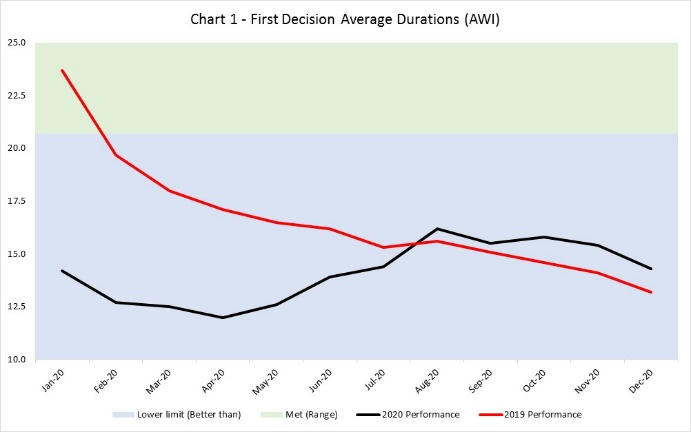 Chart 1 - First Decision Average Durations (AWI)
25.0
22.5
20.0
17.5
15.0
12.5
10.0
Jan-20 Feb-20 Mar-20 Apr-20 May-20 Jun-20 Jul-20 Aug-20 Sep-20 Oct-20 Nov-20 Dec-20
Lower limit (Better than) Met (Range) 2020 Performance 2019 Performance